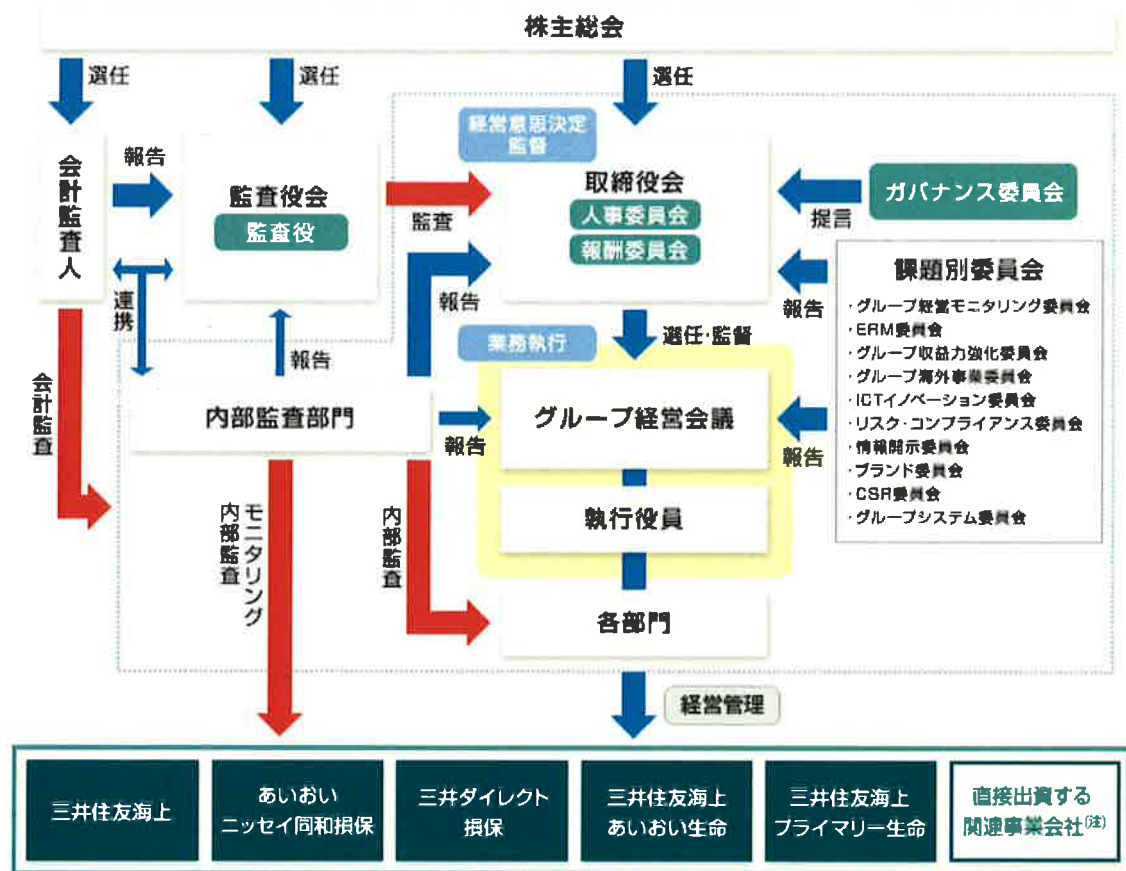 株主総会
選任
選任
選任
経営意思決定
監督
会計監査人
報告
監査役会
監査役
監査
取締役会
人事委員会
報酬委員会
提言
ガバナンス委員会
連携
報告
報告
報告
課題別委員会
・グループ経営モニタリング委員会
・ERM委員会
・グループ収益力強化委員会
・グループ海外事業委員会
・ICTイノベーション委員会
・リスク・コンプライアンス委員会
・情報開示委員会
・ブランド委員会
・CSR委員会
・グループシステム委員会
業務執行
選任・監督
会計監査
内部監査部門
報告
グループ経営会議
報告
執行役員
モニタリング
内部監査
内部監査
各部門
経営管理
三井住友海上
あいおい
ニッセイ同和損保
三井ダイレクト
損保
三井住友海上
あいおい生命
三井住友海上
プライマリー生命
直接出資する
関連事業会社(注)